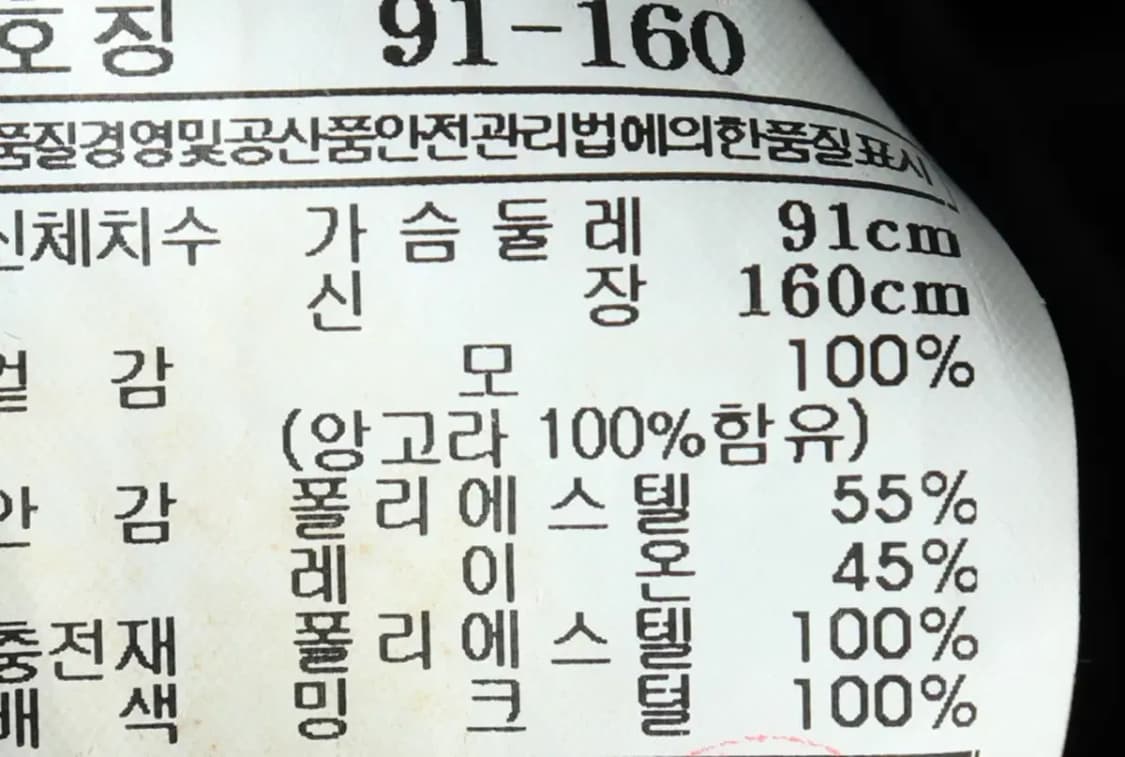 호칭 91-160
품질경영및공산품안전관리법에의한품질표시
신체치수 가슴둘레 91cm
신장 160cm
겉감 모 100%
(앙고라 100%함유)
안감 폴리에스텔 55%
레이온 45%
충전재 폴리에스텔 100%
배색 밍크털 100%